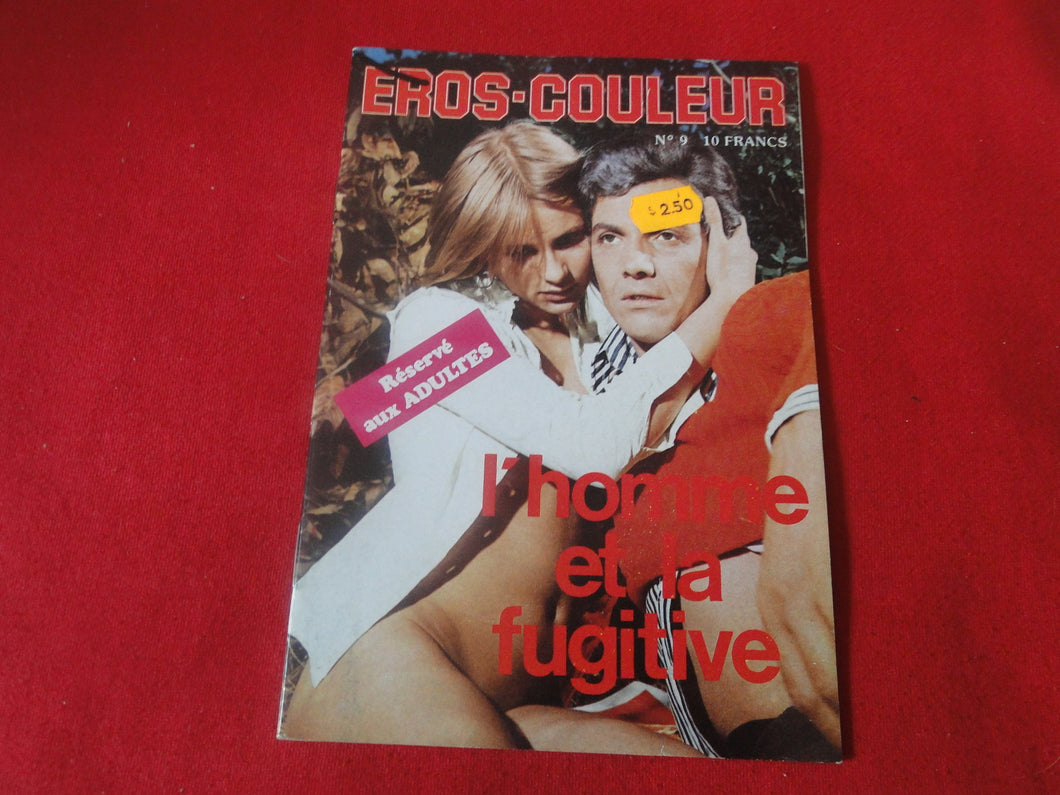 EROS-COULEUR
N° 9 10 FRANCS
$ 2.50
Réservé
aux ADULTES
l'homme
et la
fugitive